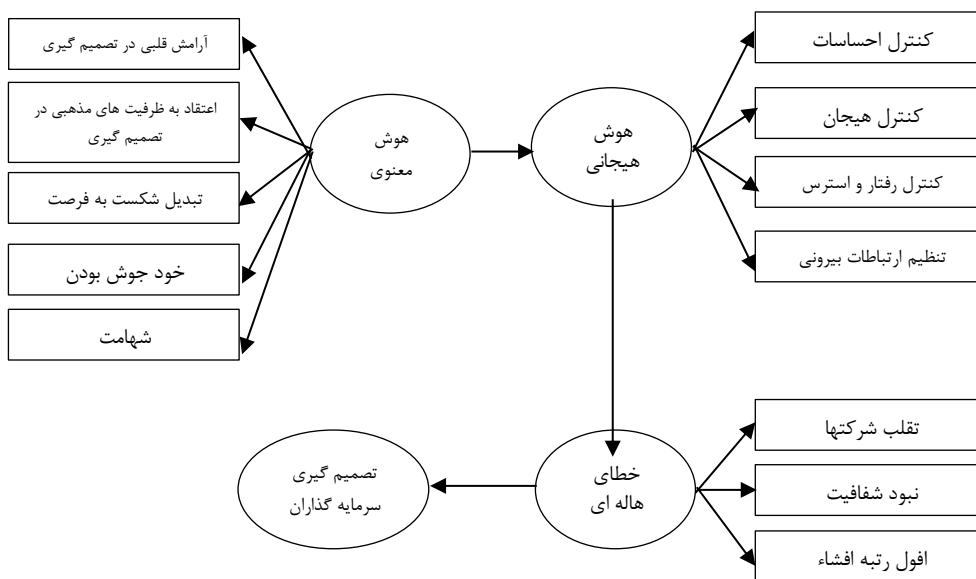 کنترل احساسات
آرامش قلبی در تصمیم گیری
کنترل هیجان
هوش
هیجانی
هوش
معنوی
اعتقاد به ظرفیت های مذهبی در
تصمیم گیری
کنترل رفتار و استرس
تبدیل شکست به فرصت
تنظیم ارتباطات بیرونی
خود جوش بودن
شهامت
تقلب شرکتها
خطای
هاله ای
تصمیم گیری
سرمایه گذاران
نبود شفافیت
افول رتبه افشاء